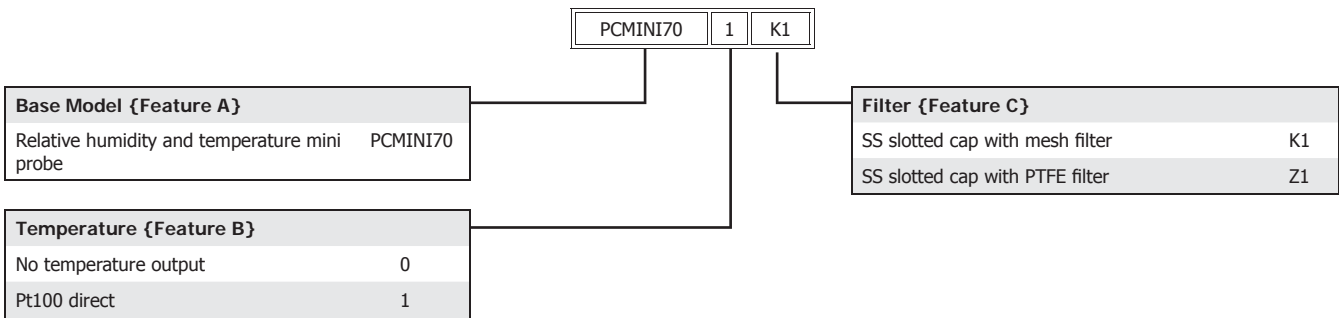 PCMINI70 1 K1
Base Model {Feature A}
Relative humidity and temperature mini PCMINI70
probe
Temperature {Feature B}
No temperature output 0
Pt100 direct 1
Filter {Feature C}
SS slotted cap with mesh filter K1
SS slotted cap with PTFE filter Z1